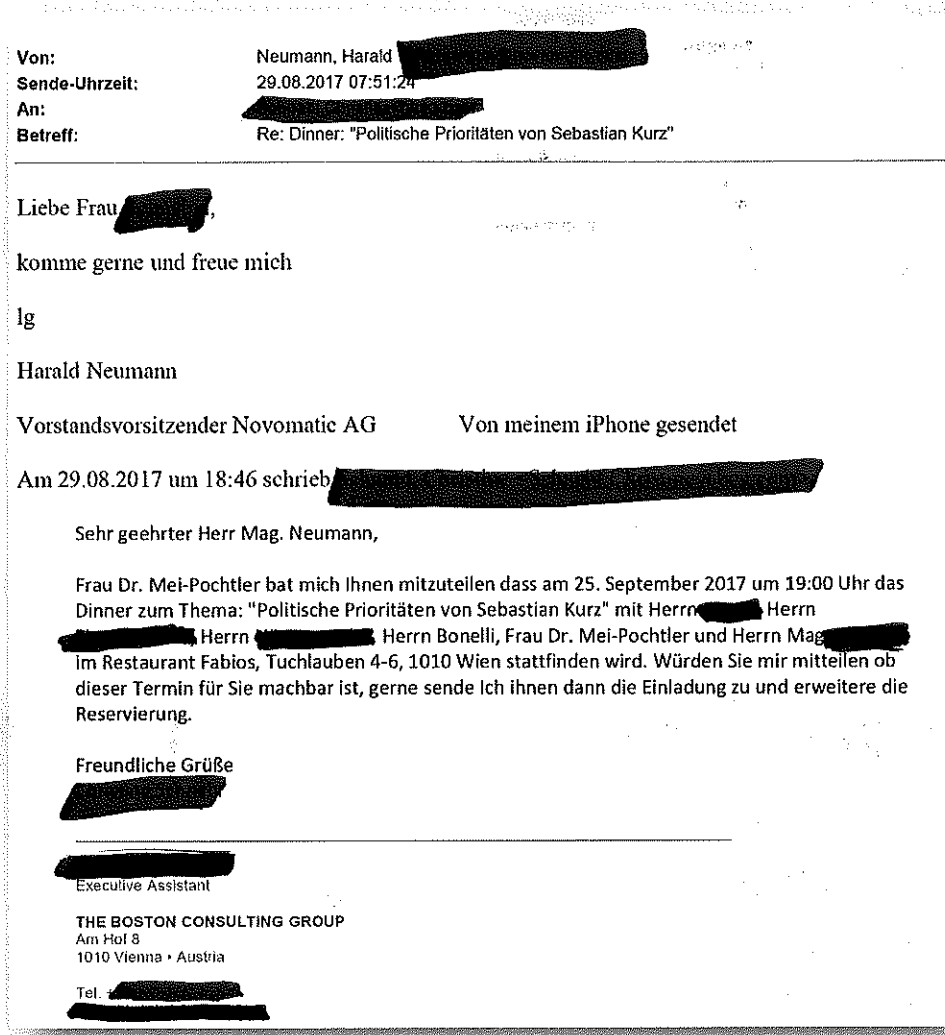 Von: Neumann, Harald
Sende-Uhrzeit: 29.08.2017 07:51:24
An:
Betreff: Re: Dinner: "Politische Prioritäten von Sebastian Kurz"
Liebe Frau ,
komme gerne und freue mich
lg
Harald Neumann
Vorstandsvorsitzender Novomatic AG Von meinem iPhone gesendet
Am 29.08.2017 um 18:46 schrieb
Sehr geehrter Herr Mag. Neumann,
Frau Dr. Mei-Pochtler bat mich Ihnen mitzuteilen dass am 25. September 2017 um 19:00 Uhr das
Dinner zum Thema: "Politische Prioritäten von Sebastian Kurz" mit Herrn Herrn
Herrn Herrn Bonelli, Frau Dr. Mei-Pochtler und Herrn Mag
im Restaurant Fabios, Tuchlauben 4-6, 1010 Wien stattfinden wird. Würden Sie mir mitteilen ob
dieser Termin für Sie machbar ist, gerne sende ich ihnen dann die Einladung zu und erweitere die
Reservierung.
Freundliche Grüße
Executive Assistant
THE BOSTON CONSULTING GROUP
Am Hof 8
1010 Vienna • Austria
Tel.